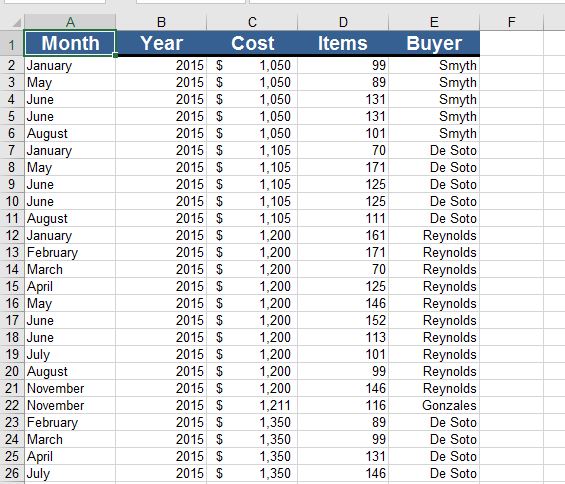 A B C D E F
1 Month Year Cost Items Buyer
2 January 2015 $ 1,050 99 Smyth
3 May 2015 $ 1,050 89 Smyth
4 June 2015 $ 1,050 131 Smyth
5 June 2015 $ 1,050 131 Smyth
6 August 2015 $ 1,050 101 Smyth
7 January 2015 $ 1,105 70 De Soto
8 May 2015 $ 1,105 171 De Soto
9 June 2015 $ 1,105 125 De Soto
10 June 2015 $ 1,105 125 De Soto
11 August 2015 $ 1,105 111 De Soto
12 January 2015 $ 1,200 161 Reynolds
13 February 2015 $ 1,200 171 Reynolds
14 March 2015 $ 1,200 70 Reynolds
15 April 2015 $ 1,200 125 Reynolds
16 May 2015 $ 1,200 146 Reynolds
17 June 2015 $ 1,200 152 Reynolds
18 June 2015 $ 1,200 113 Reynolds
19 July 2015 $ 1,200 101 Reynolds
20 August 2015 $ 1,200 99 Reynolds
21 November 2015 $ 1,200 146 Reynolds
22 November 2015 $ 1,211 116 Gonzales
23 February 2015 $ 1,350 89 De Soto
24 March 2015 $ 1,350 99 De Soto
25 April 2015 $ 1,350 131 De Soto
26 July 2015 $ 1,350 146 De Soto